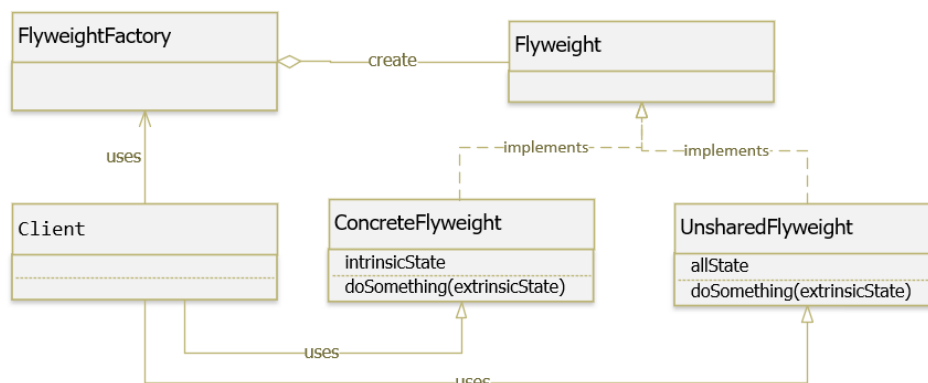 FlyweightFactory
Flyweight
create
uses
implements
implements
Client
ConcreteFlyweight
intrinsicState
doSomething(extrinsicState)
UnsharedFlyweight
allState
doSomething(extrinsicState)
uses
uses